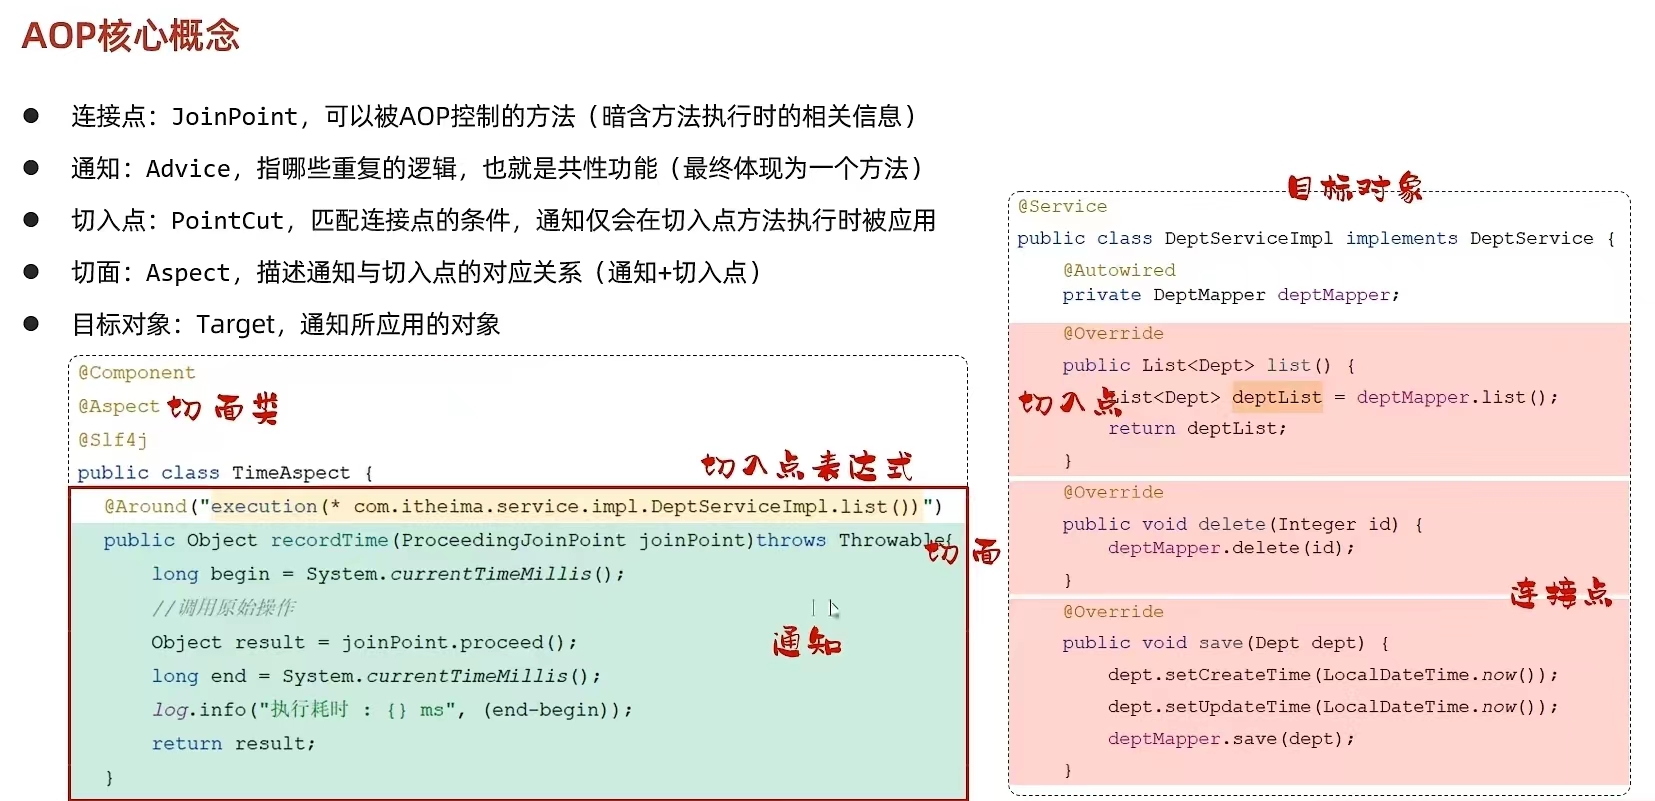 AOP核心概念
● 连接点：JoinPoint，可以被AOP控制的方法（暗含方法执行时的相关信息）
● 通知：Advice，指哪些重复的逻辑，也就是共性功能（最终体现为一个方法）
● 切入点：PointCut，匹配连接点的条件，通知仅会在切入点方法执行时被应用
● 切面：Aspect，描述通知与切入点的对应关系（通知+切入点）
● 目标对象：Target，通知所应用的对象
@Component
@Aspect 切面类
@Slf4j
public class TimeAspect {
切入点表达式
@Around("execution(* com.itheima.service.impl.DeptServiceImpl.list())")
public Object recordTime(ProceedingJoinPoint joinPoint)throws Throwable{
切面
long begin = System.currentTimeMillis();
//调用原始操作
Object result = joinPoint.proceed();
通知
long end = System.currentTimeMillis();
log.info("执行耗时 : {} ms", (end-begin));
return result;
}
目标对象
@Service
public class DeptServiceImpl implements DeptService {
@Autowired
private DeptMapper deptMapper;
@Override
public List<Dept> list() {
切入点
List<Dept> deptList = deptMapper.list();
return deptList;
}
@Override
public void delete(Integer id) {
deptMapper.delete(id);
}
连接点
@Override
public void save(Dept dept) {
dept.setCreateTime(LocalDateTime.now());
dept.setUpdateTime(LocalDateTime.now());
deptMapper.save(dept);
}